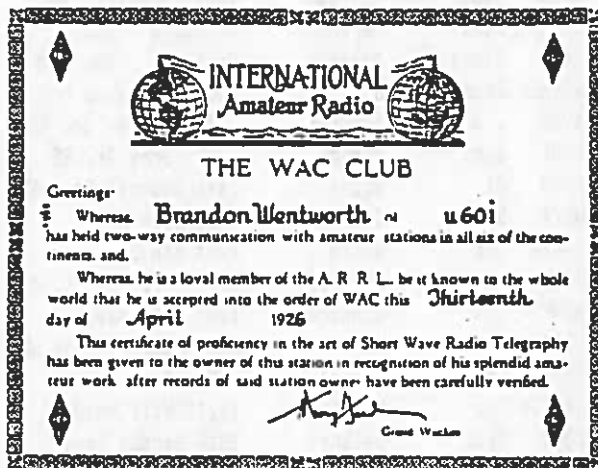 INTERNATIONAL
Amateur Radio
THE WAC CLUB
Greetings-
Whereas, Brandon Wentworth of u6OI
has held two-way communication with amateur stations in all six of the con-
tinents, and,
Whereas, he is a loyal member of the A. R. R. L., be it known to the whole
world that he is accepted into the order of WAC this Thirteenth
day of April 1926
This certificate of proficiency in the art of Short Wave Radio Telegraphy
has been given to the owner of this station in recognition of his splendid ama-
teur work, after records of said station owner have been carefully verified.
Grand